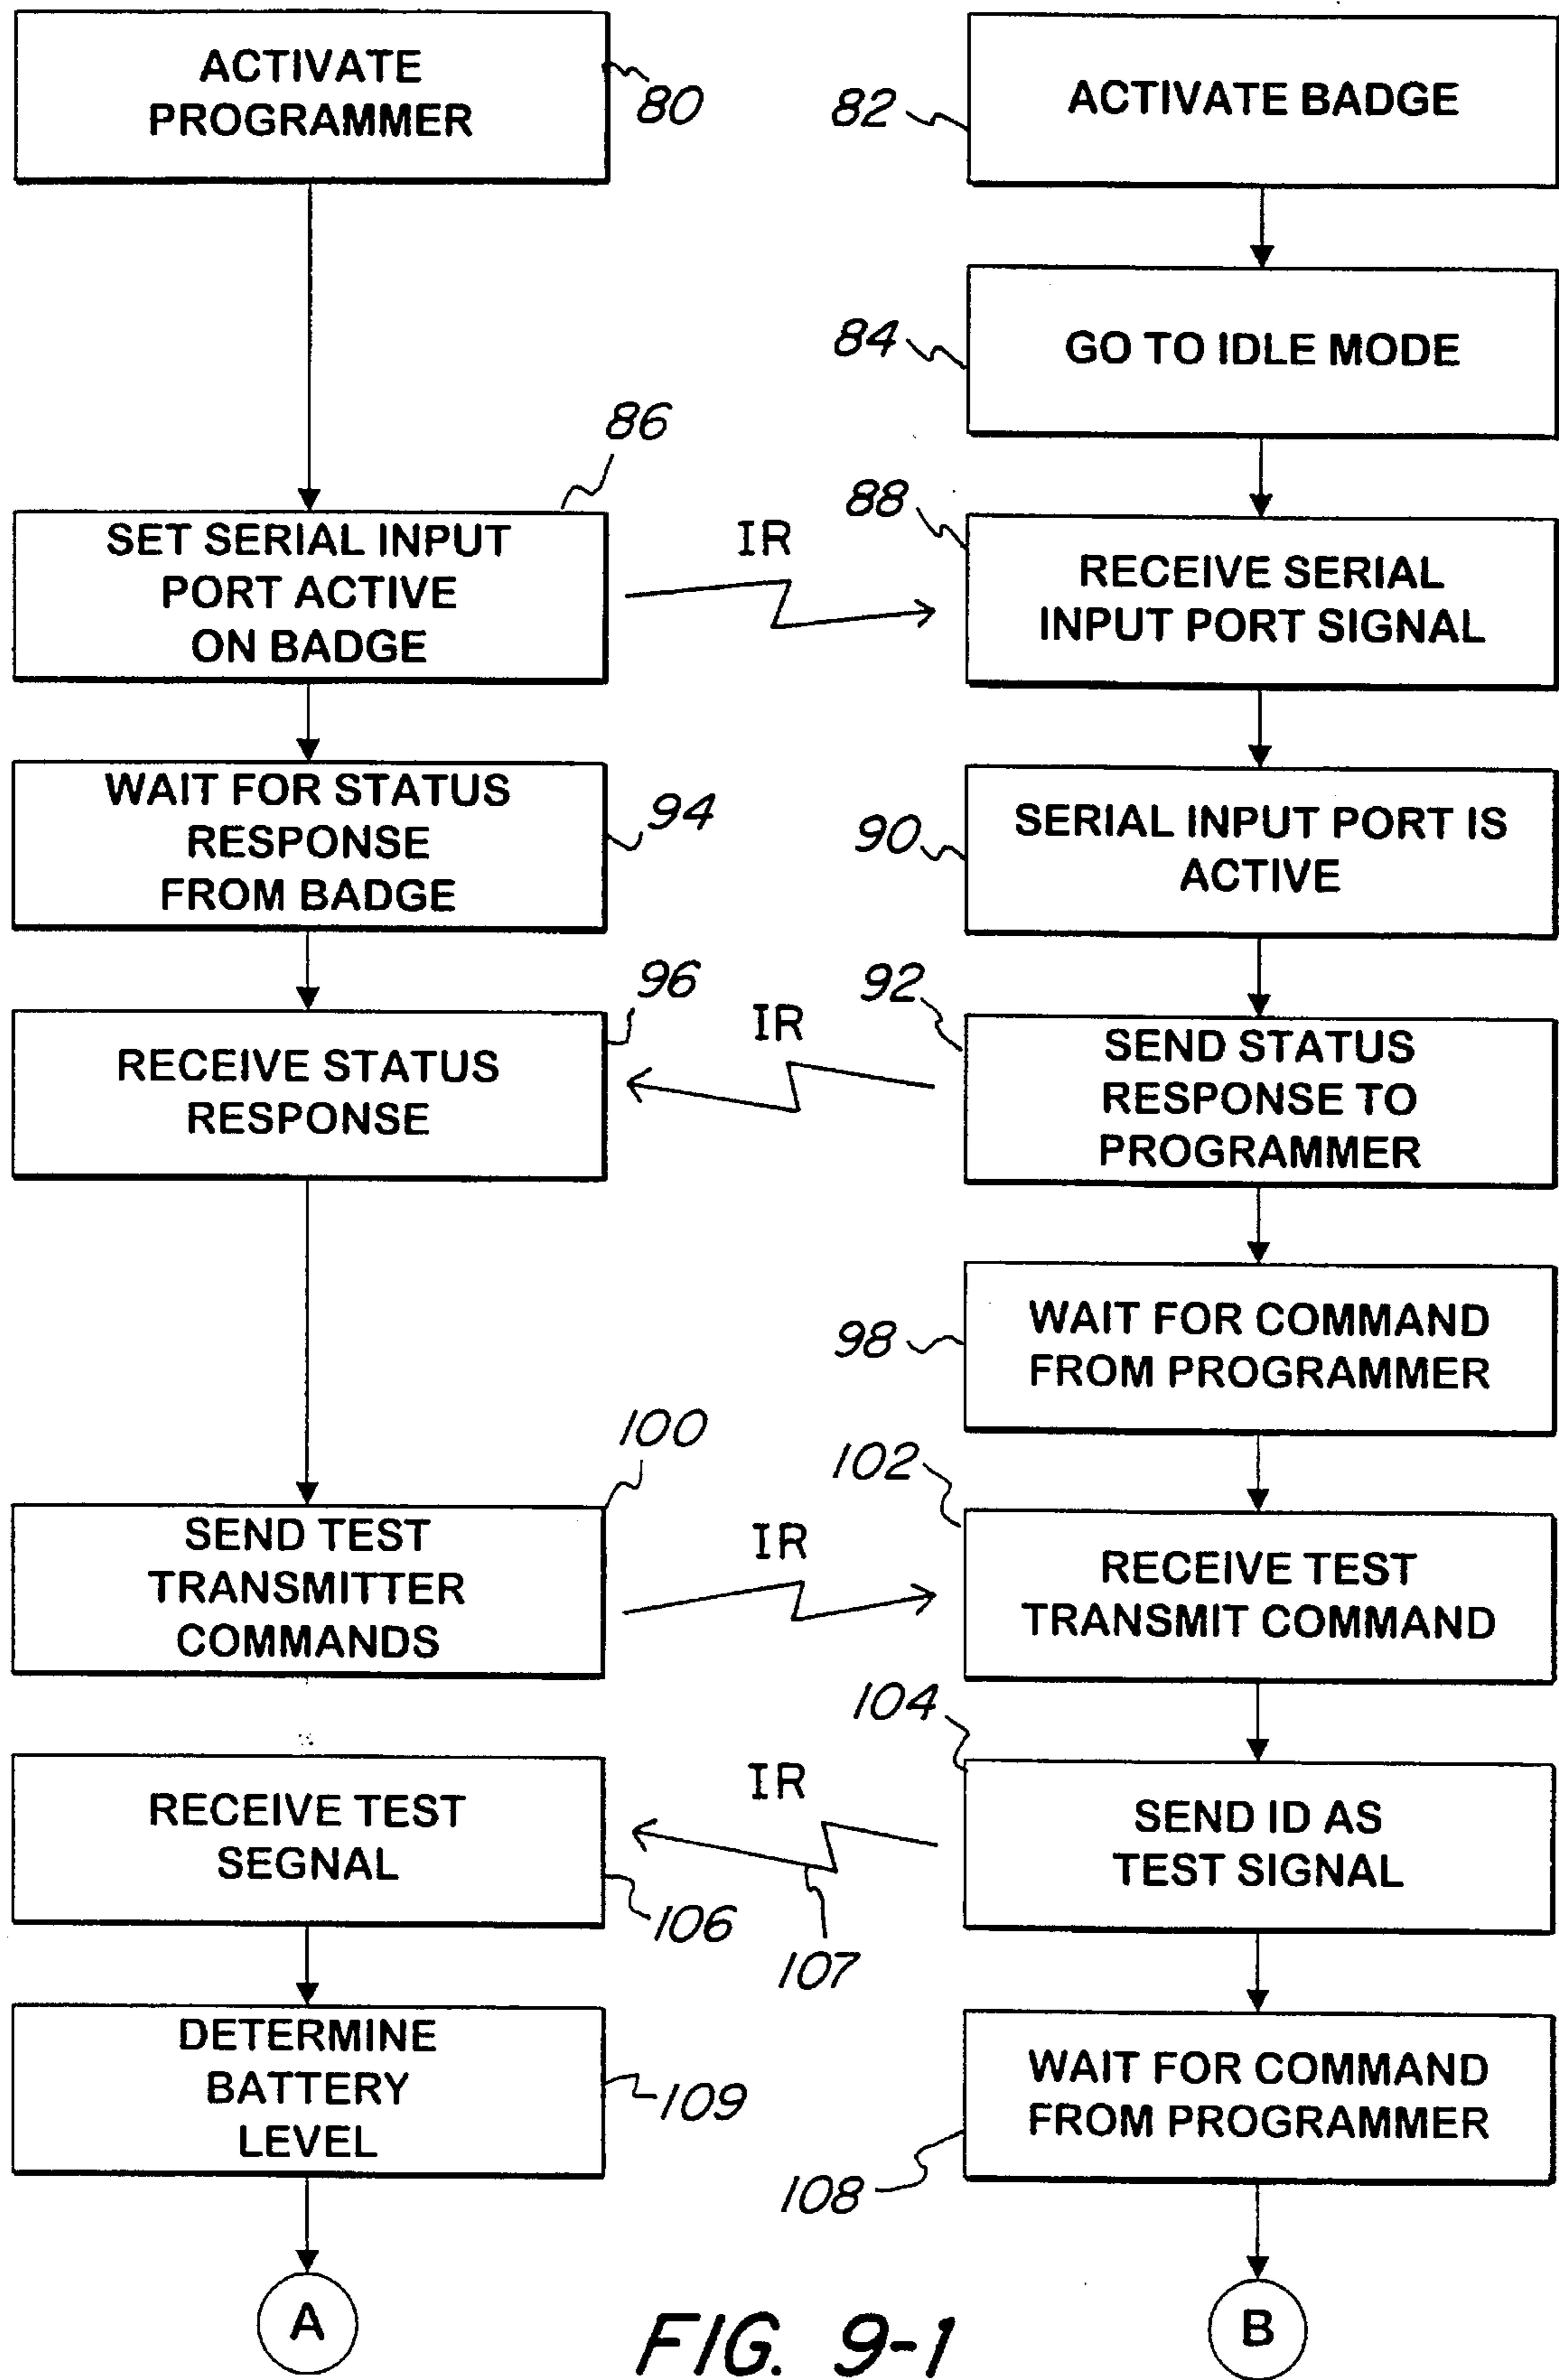 ACTIVATE
PROGRAMMER
80
82
ACTIVATE BADGE
84
GO TO IDLE MODE
86
SET SERIAL INPUT
PORT ACTIVE
ON BADGE
IR
88
RECEIVE SERIAL
INPUT PORT SIGNAL
WAIT FOR STATUS
RESPONSE
FROM BADGE
94
90
SERIAL INPUT PORT IS
ACTIVE
96
RECEIVE STATUS
RESPONSE
IR
92
SEND STATUS
RESPONSE TO
PROGRAMMER
98
WAIT FOR COMMAND
FROM PROGRAMMER
100
SEND TEST
TRANSMITTER
COMMANDS
IR
102
RECEIVE TEST
TRANSMIT COMMAND
RECEIVE TEST
SEGNAL
106
IR
107
104
SEND ID AS
TEST SIGNAL
DETERMINE
BATTERY
LEVEL
109
WAIT FOR COMMAND
FROM PROGRAMMER
108
A
B
FIG. 9-1